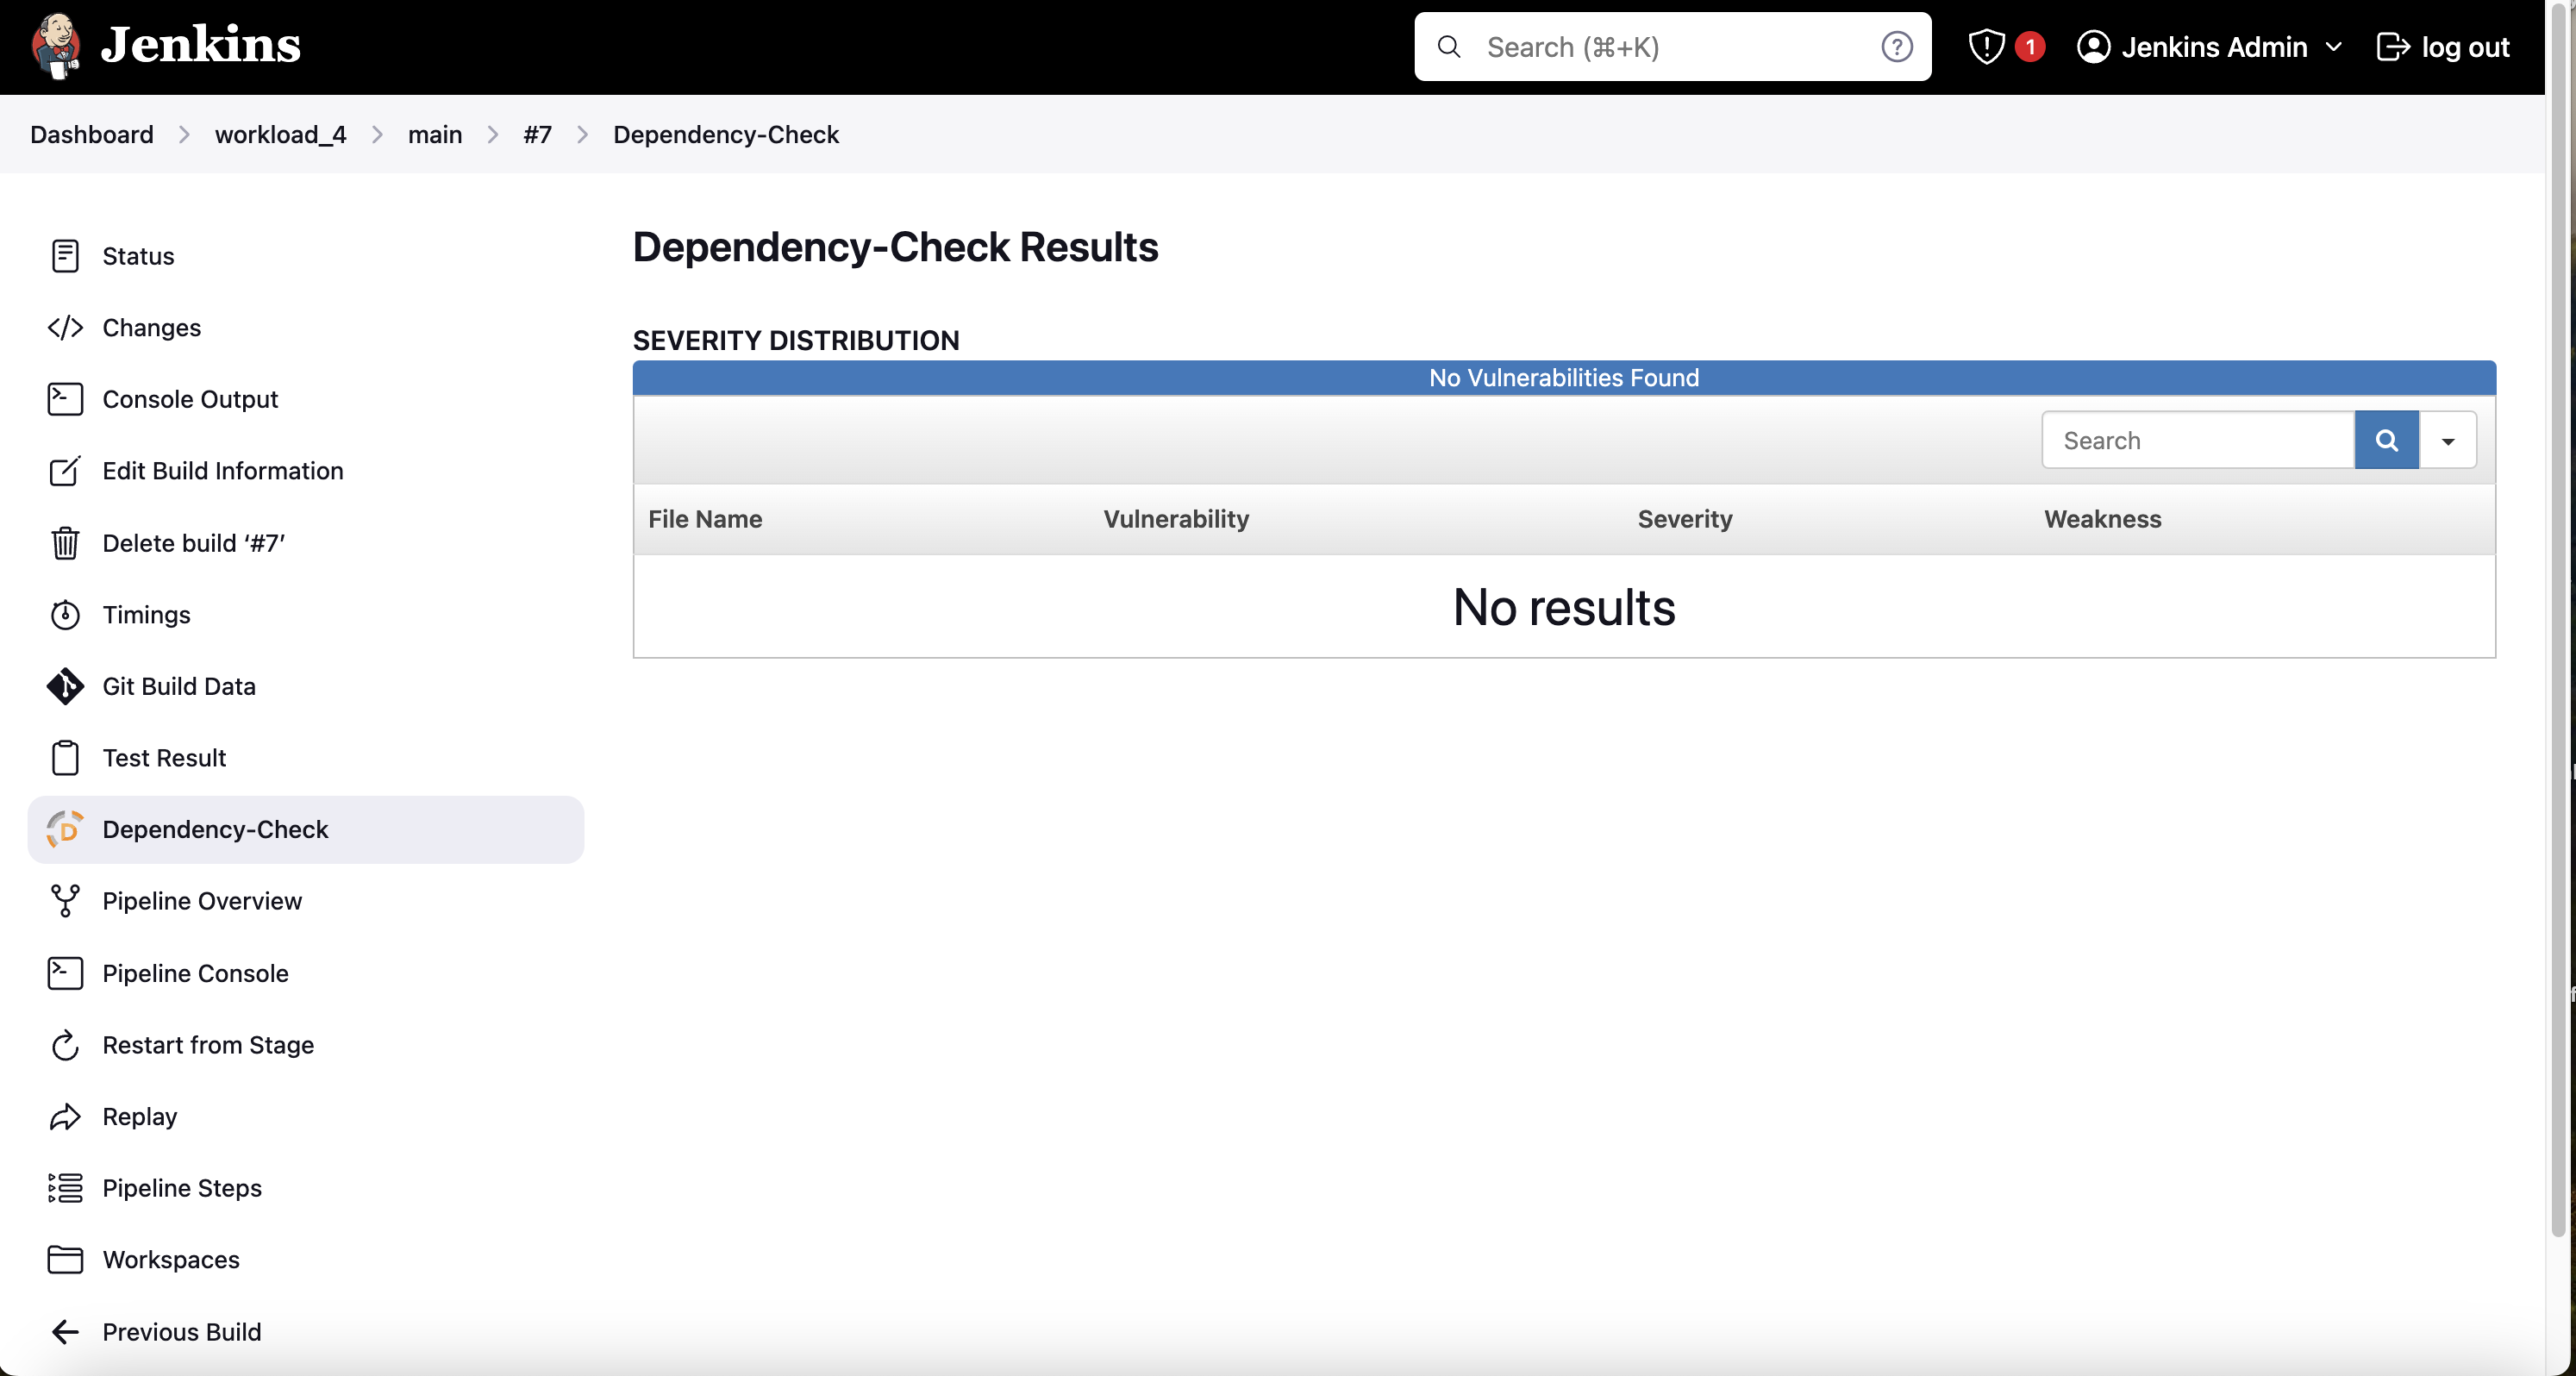 Jenkins
Search (⌘+K)
1
Jenkins Admin
log out
Dashboard
workload_4
main
#7
Dependency-Check
Status
Changes
Console Output
Edit Build Information
Delete build ‘#7’
Timings
Git Build Data
Test Result
Dependency-Check
Pipeline Overview
Pipeline Console
Restart from Stage
Replay
Pipeline Steps
Workspaces
Previous Build
Dependency-Check Results
SEVERITY DISTRIBUTION
No Vulnerabilities Found
Search
File Name Vulnerability Severity Weakness
No results